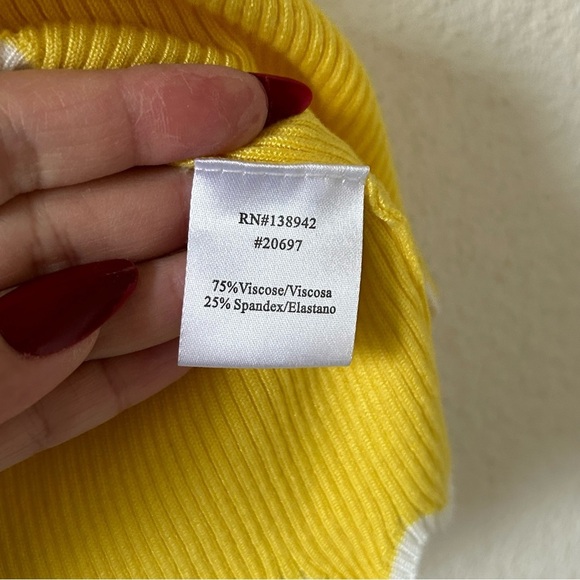 RN#138942
#20697
75%Viscose/Viscosa
25% Spandex/Elastano